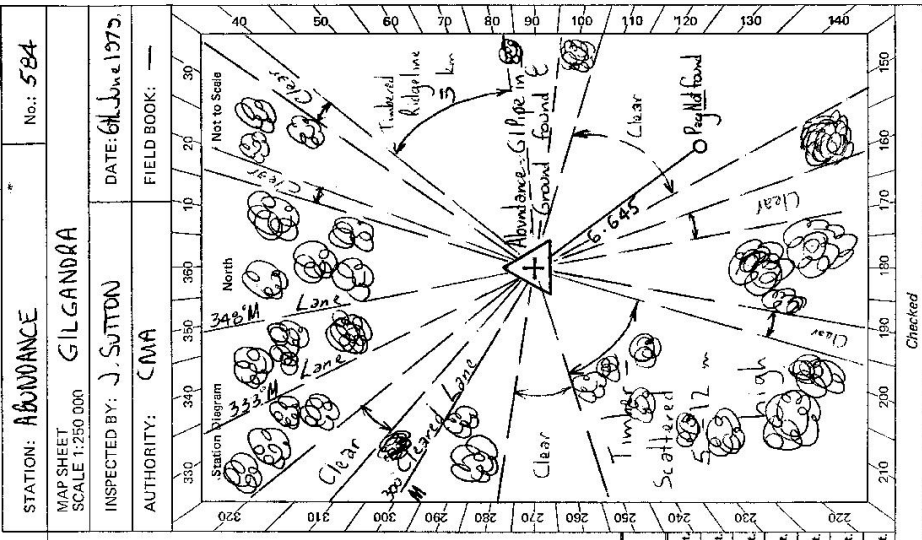 STATION: ABUNDANCE
No.: 584
MAP SHEET
SCALE 1:250 000 GILGANDRA
INSPECTED BY: J. SUTTON
DATE: 6th June 1975.
AUTHORITY: CMA
FIELD BOOK: —
320 330 340 350 360 10 20 30 40
Station Diagram
North
Not to Scale
348°M
Lane
333°M
Lane
Clear
Clear
Clear
310
300
290
280
270
260
250
240
230
220
50
60
70
80
90
100
110
120
130
140
Timbered
Ridgeline
3 km
300°
M
Cleared Lane
Abundance - GI Pipe in
Ground found
Clear
Clear
6.645
Peg Not found
Timber
Scattered
5-12 m
high
Clear
Clear
210 200 190 180 170 160 150
Checked